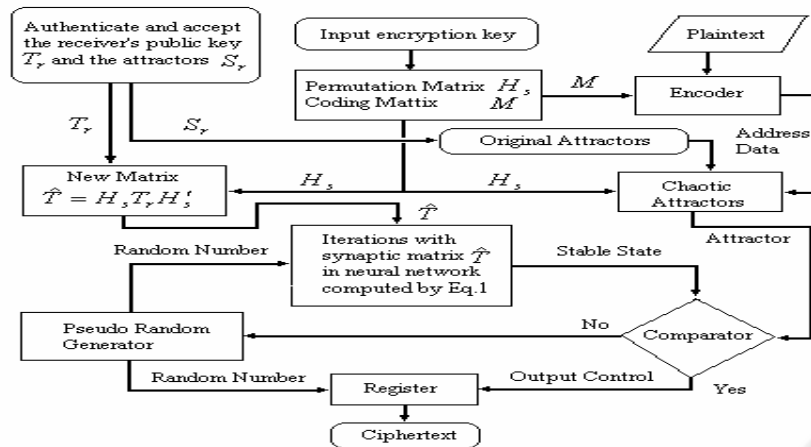 Authenticate and accept
the receiver's public key
T_r and the attractors S_r
Input encryption key
Plaintext
Permutation Matrix H_s
Coding Mattix M
M
Encoder
T_r
S_r
Original Attractors
Address
Data
New Matrix
T̂ = H_s T_r H_s'
H_s
H_s
Chaotic
Attractors
T̂
Attractor
Random Number
Iterations with
synaptic matrix T̂
in neural network
computed by Eq.1
Stable State
Pseudo Random
Generator
No
Comparator
Random Number
Register
Output Control
Yes
Ciphertext